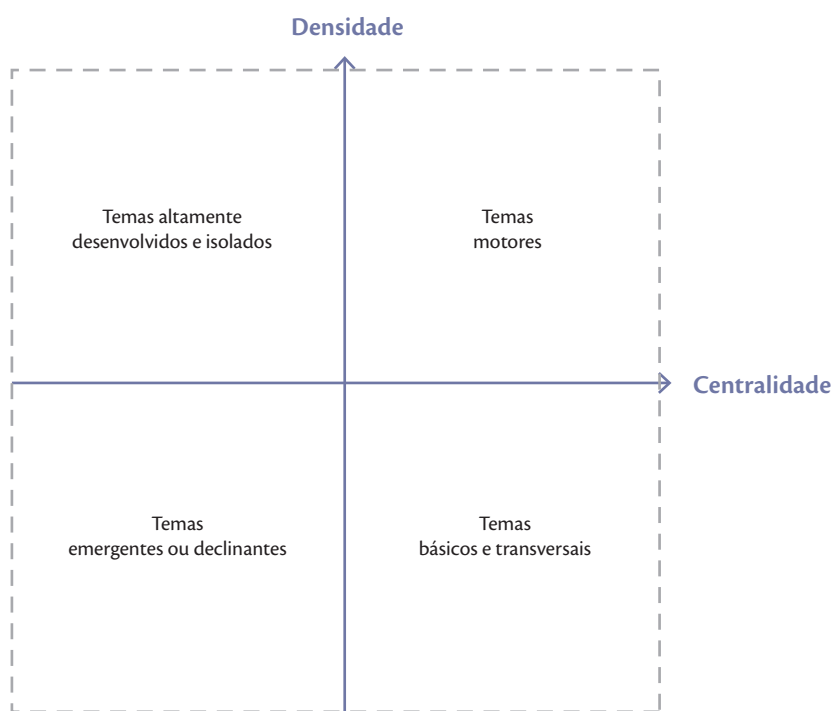 Densidade
Temas altamente
desenvolvidos e isolados
Temas
motores
Centralidade
Temas
emergentes ou declinantes
Temas
básicos e transversais